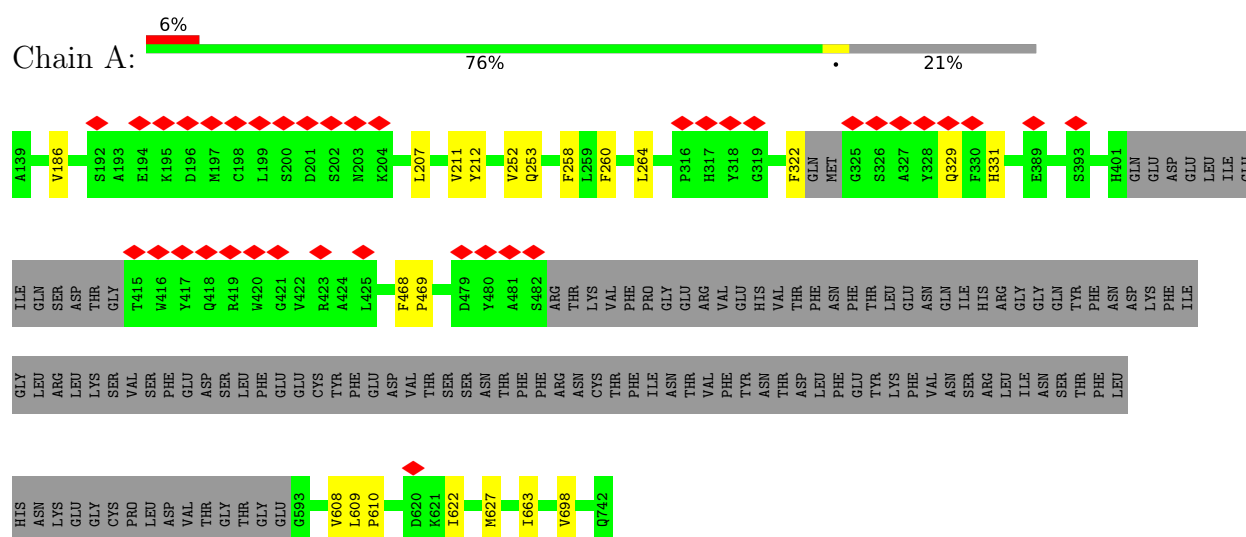 6%
Chain A:
76%
•
21%
A139 V186 S192 A193 E194 K195 D196 M197 C198 L199 S200 D201 S202 N203 K204 L207 V211 Y212 V252 Q253 F258 L259 F260 L264 P316 H317 Y318 G319 F322 GLN MET G325 S326 A327 Y328 Q329 F330 H331 E389 S393 H401 GLN GLU ASP GLU LEU ILE GLU
ILE GLN SER ASP THR GLY T415 W416 Y417 Q418 R419 W420 G421 V422 R423 A424 L425 F468 P469 D479 Y480 A481 S482 ARG THR LYS VAL PHE PRO GLY GLU ARG VAL GLU HIS VAL THR PHE ASN PHE THR LEU GLU ASN GLN ILE HIS ARG GLY GLY GLN TYR PHE ASN ASP LYS PHE ILE
GLY LEU ARG LEU LYS SER VAL SER PHE GLU ASP SER LEU PHE GLU GLU CYS TYR PHE GLU ASP VAL THR SER SER ASN THR PHE PHE ARG ASN CYS THR PHE ILE ASN THR VAL PHE TYR ASN THR ASP LEU PHE GLU TYR LYS PHE VAL ASN SER ARG LEU ILE ASN SER THR PHE LEU
HIS ASN LYS GLU GLY CYS PRO LEU ASP VAL THR GLY THR GLY GLU G593 V608 L609 P610 D620 K621 I622 M627 I663 V698 Q742